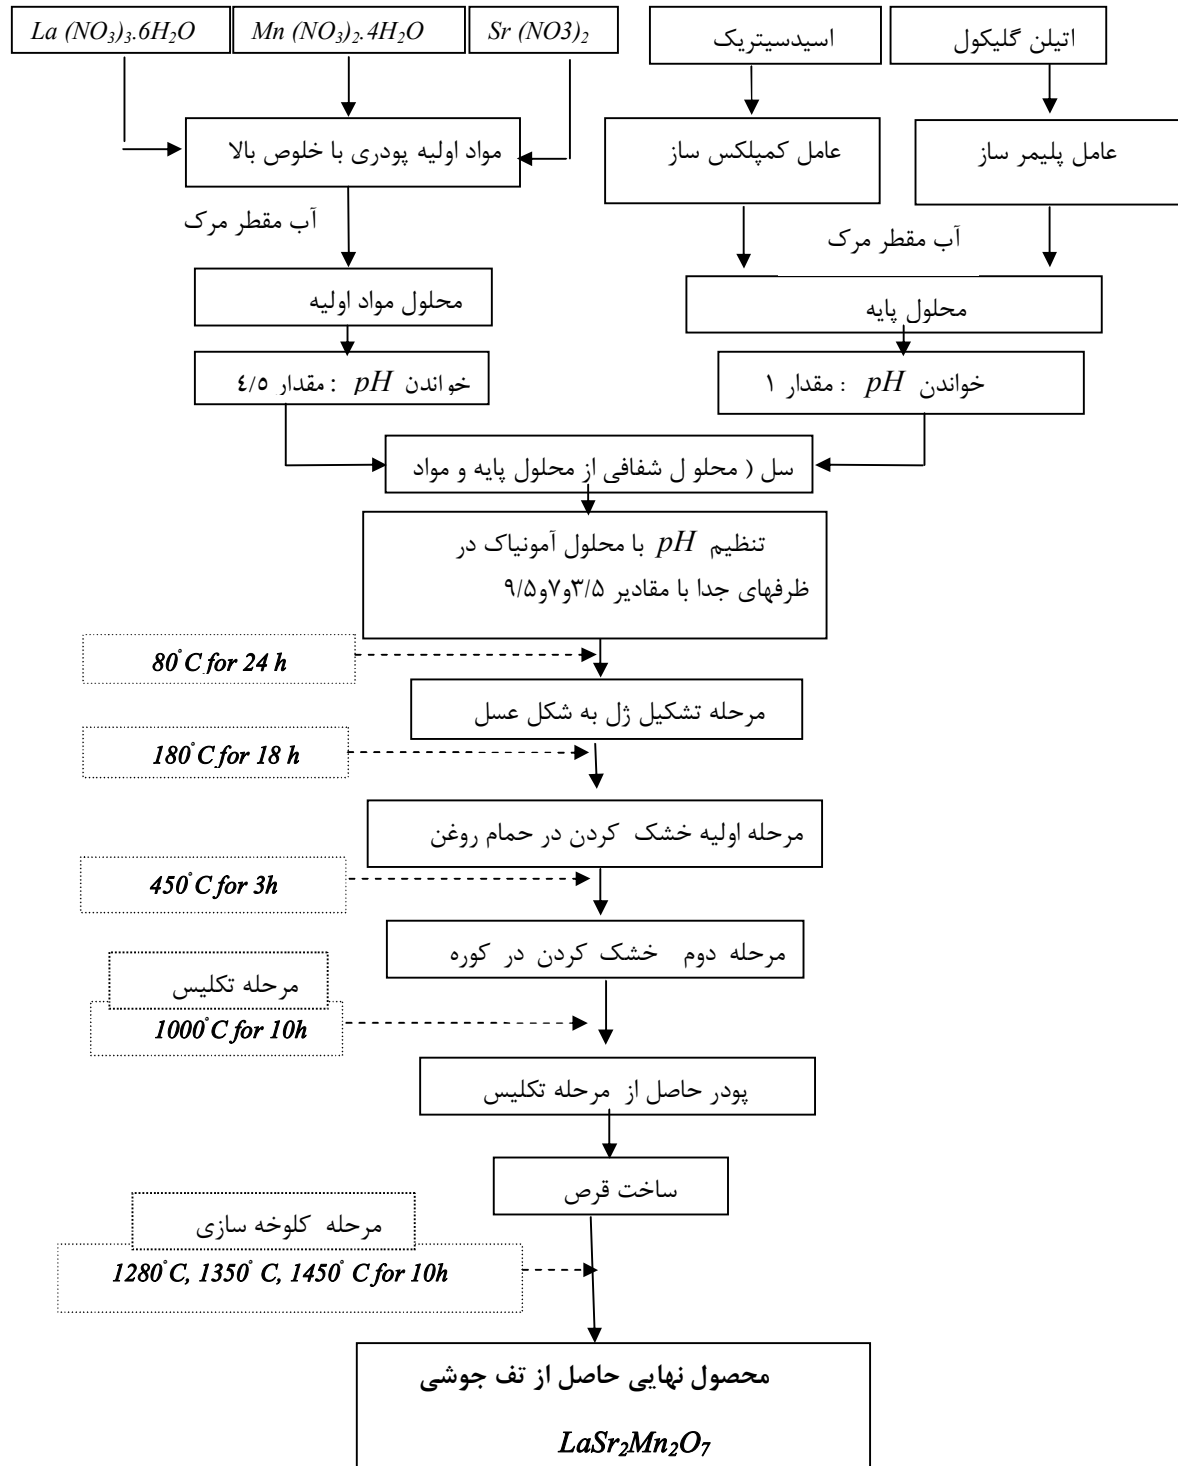 La (NO3)3.6H2O
Mn (NO3)2.4H2O
Sr (NO3)2
اسیدسیتریک
اتیلن گلیکول
مواد اولیه پودری با خلوص بالا
عامل کمپلکس ساز
عامل پلیمر ساز
آب مقطر مرک
آب مقطر مرک
محلول مواد اولیه
محلول پایه
خواندن pH : مقدار ٤/٥
خواندن pH : مقدار ۱
سل ( محلو ل شفافی از محلول پایه و مواد
تنظیم pH با محلول آمونیاک در
ظرفهای جدا با مقادیر ۳/۵و۷و۹/۵
80°C for 24 h
مرحله تشکیل ژل به شکل عسل
180°C for 18 h
مرحله اولیه خشک کردن در حمام روغن
450°C for 3h
مرحله دوم خشک کردن در کوره
مرحله تکلیس
1000°C for 10h
پودر حاصل از مرحله تکلیس
ساخت قرص
مرحله کلوخه سازی
1280°C, 1350°C, 1450°C for 10h
محصول نهایی حاصل از تف جوشی
LaSr2Mn2O7